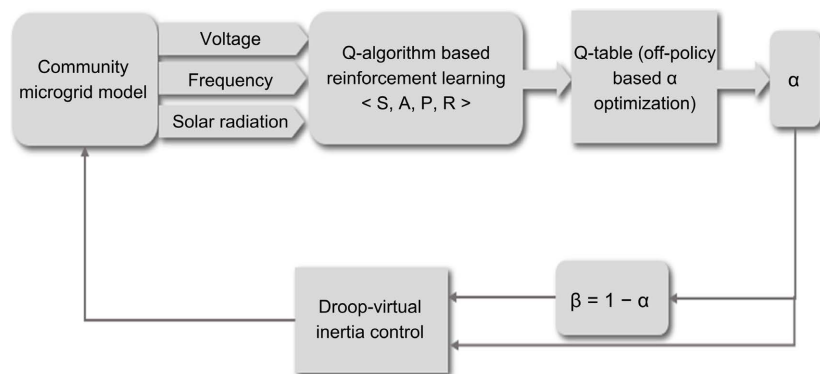 Community
microgrid model
Voltage
Frequency
Solar radiation
Q-algorithm based
reinforcement learning
< S, A, P, R >
Q-table (off-policy
based α
optimization)
α
β = 1 − α
Droop-virtual
inertia control